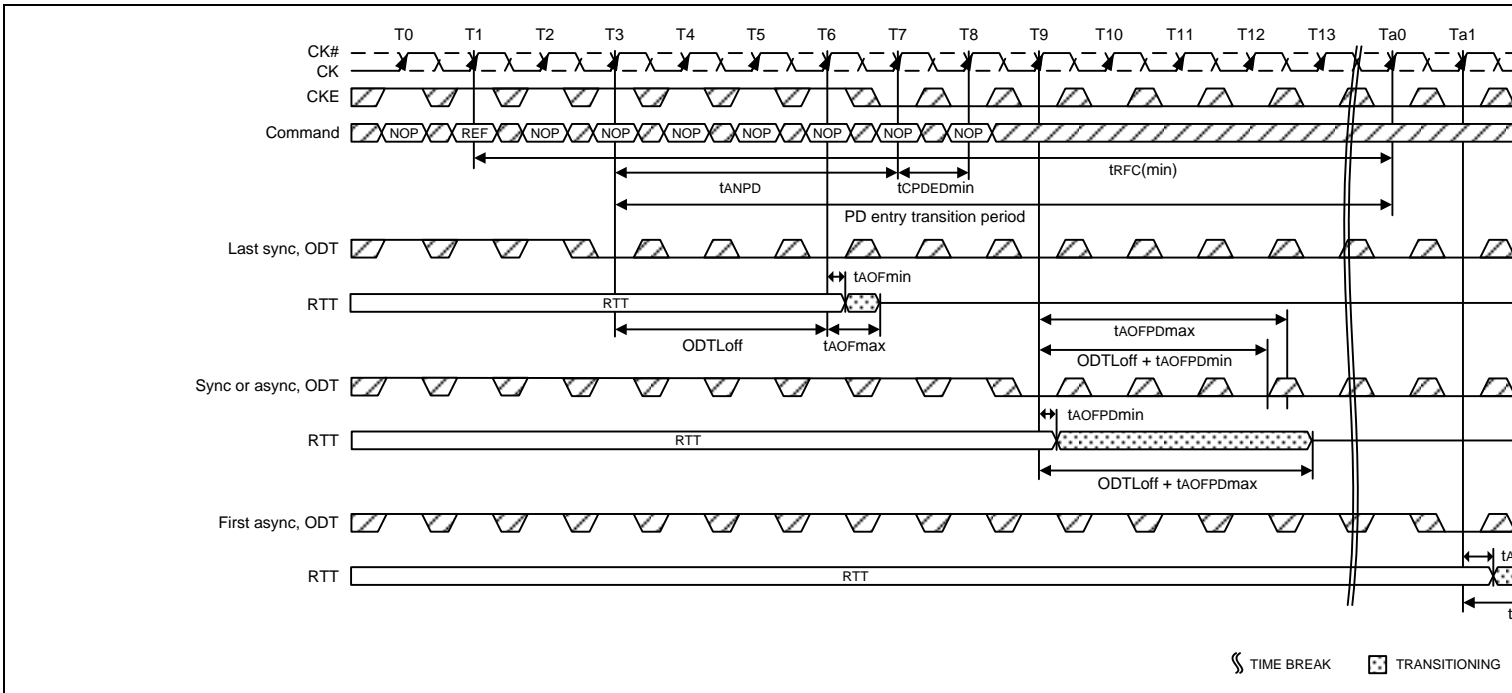 T0 T1 T2 T3 T4 T5 T6 T7 T8 T9 T10 T11 T12 T13 Ta0 Ta1
CK#
CK
CKE
Command NOP REF NOP NOP NOP NOP NOP NOP NOP
tRFC(min)
tANPD tCPDEDmin
PD entry transition period
Last sync, ODT
tAOFmin
RTT RTT
tAOFPDmax
ODTLoff tAOFmax
ODTLoff + tAOFPDmin
Sync or async, ODT
tAOFPDmin
RTT RTT
ODTLoff + tAOFPDmax
First async, ODT
RTT RTT
TIME BREAK TRANSITIONING